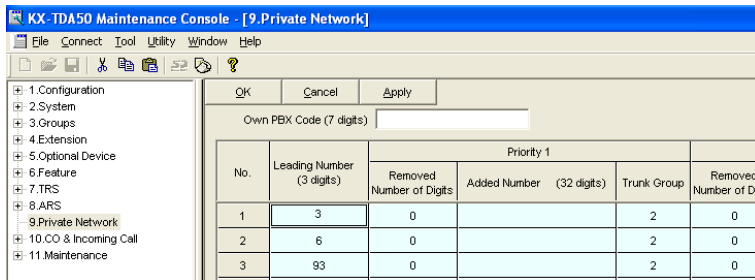 KX-TDA50 Maintenance Console - [9.Private Network]
File Connect Tool Utility Window Help
1.Configuration
2.System
3.Groups
4.Extension
5.Optional Device
6.Feature
7.TRS
8.ARS
9.Private Network
10.CO & Incoming Call
11.Maintenance
OK Cancel Apply
Own PBX Code (7 digits)
No. Leading Number (3 digits) Priority 1
Removed Number of Digits Added Number (32 digits) Trunk Group Removed Number of D
1 3 0 2 0
2 6 0 2 0
3 93 0 2 0